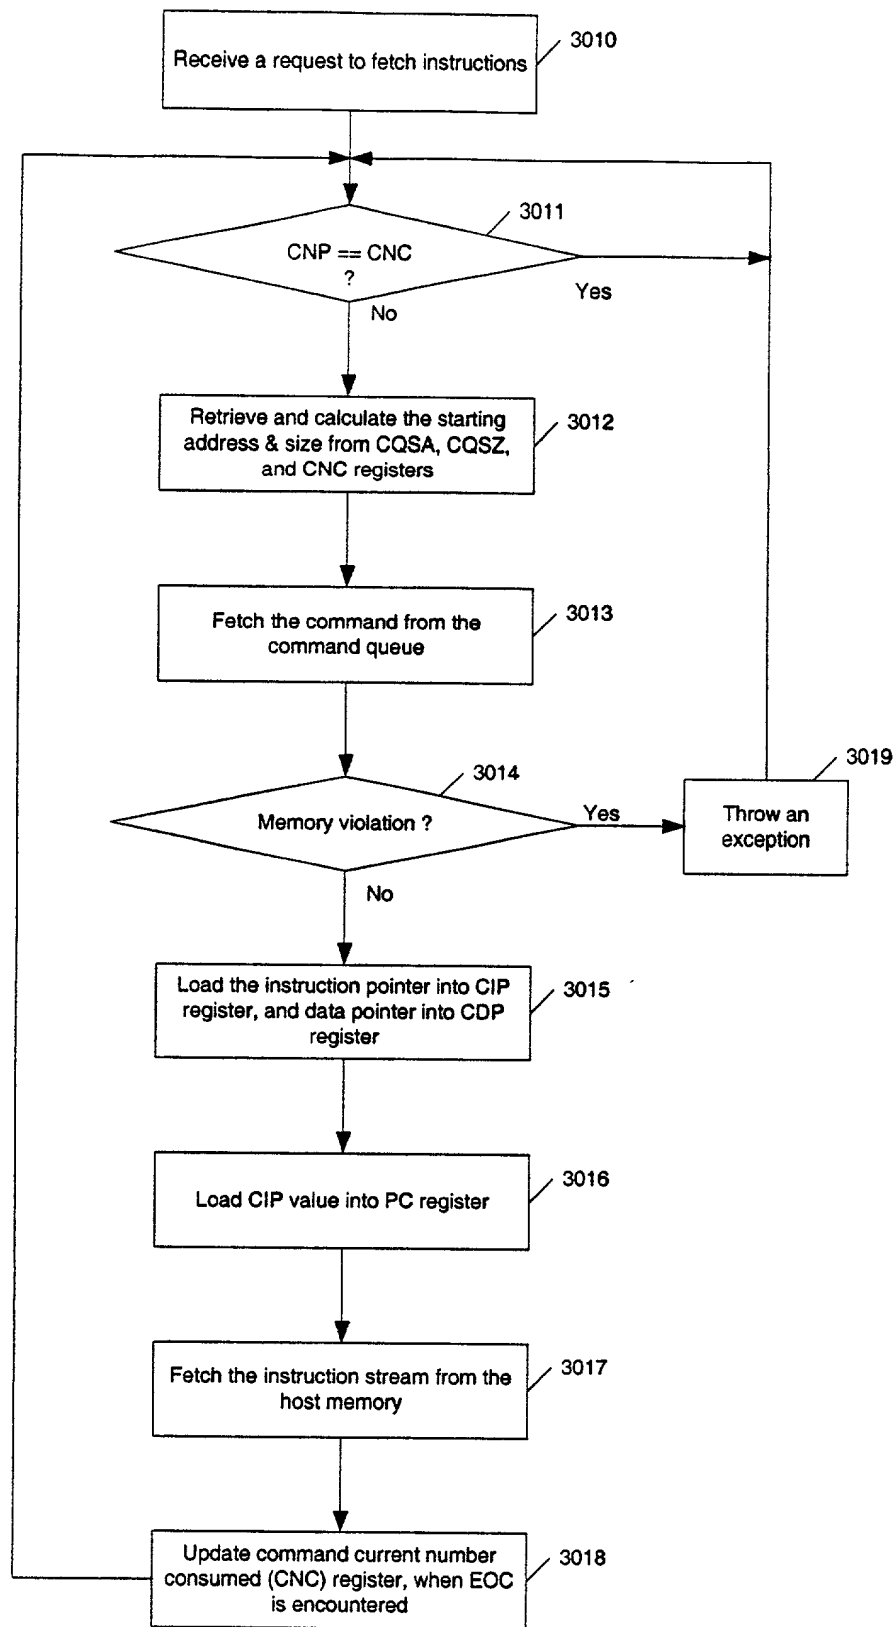 Receive a request to fetch instructions
3010
3011
CNP == CNC
?
Yes
No
Retrieve and calculate the starting
address & size from CQSA, CQSZ,
and CNC registers
3012
Fetch the command from the
command queue
3013
3014
Memory violation ?
Yes
No
3019
Throw an
exception
Load the instruction pointer into CIP
register, and data pointer into CDP
register
3015
Load CIP value into PC register
3016
Fetch the instruction stream from the
host memory
3017
Update command current number
consumed (CNC) register, when EOC
is encountered
3018